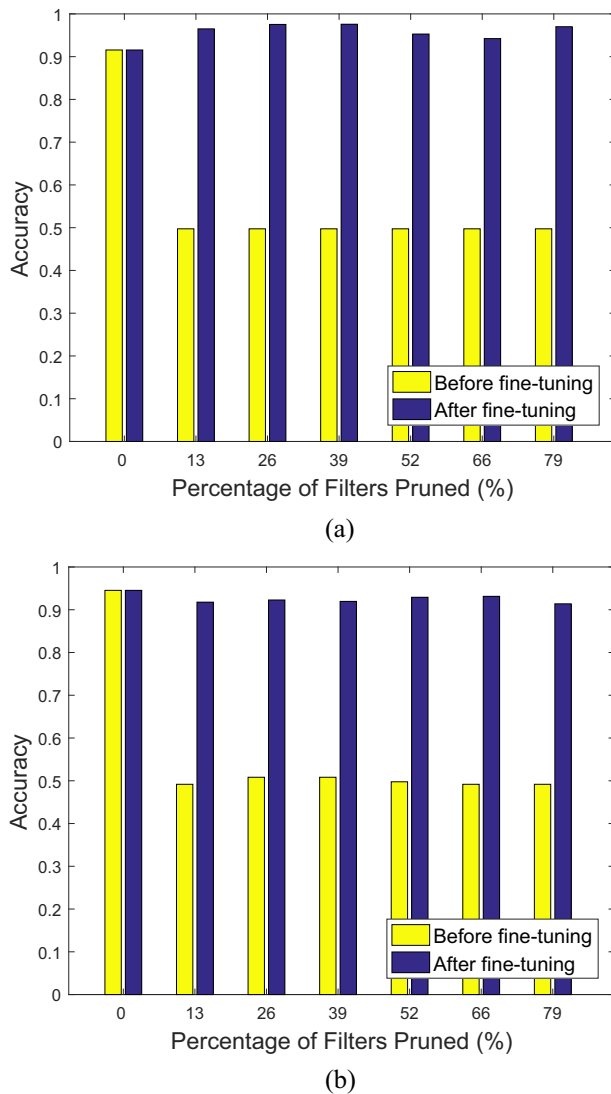 1
0.9
0.8
0.7
0.6
0.5
0.4
0.3
0.2
0.1
0
Accuracy
Before fine-tuning
After fine-tuning
0 13 26 39 52 66 79
Percentage of Filters Pruned (%)
(a)
1
0.9
0.8
0.7
0.6
0.5
0.4
0.3
0.2
0.1
0
Accuracy
Before fine-tuning
After fine-tuning
0 13 26 39 52 66 79
Percentage of Filters Pruned (%)
(b)